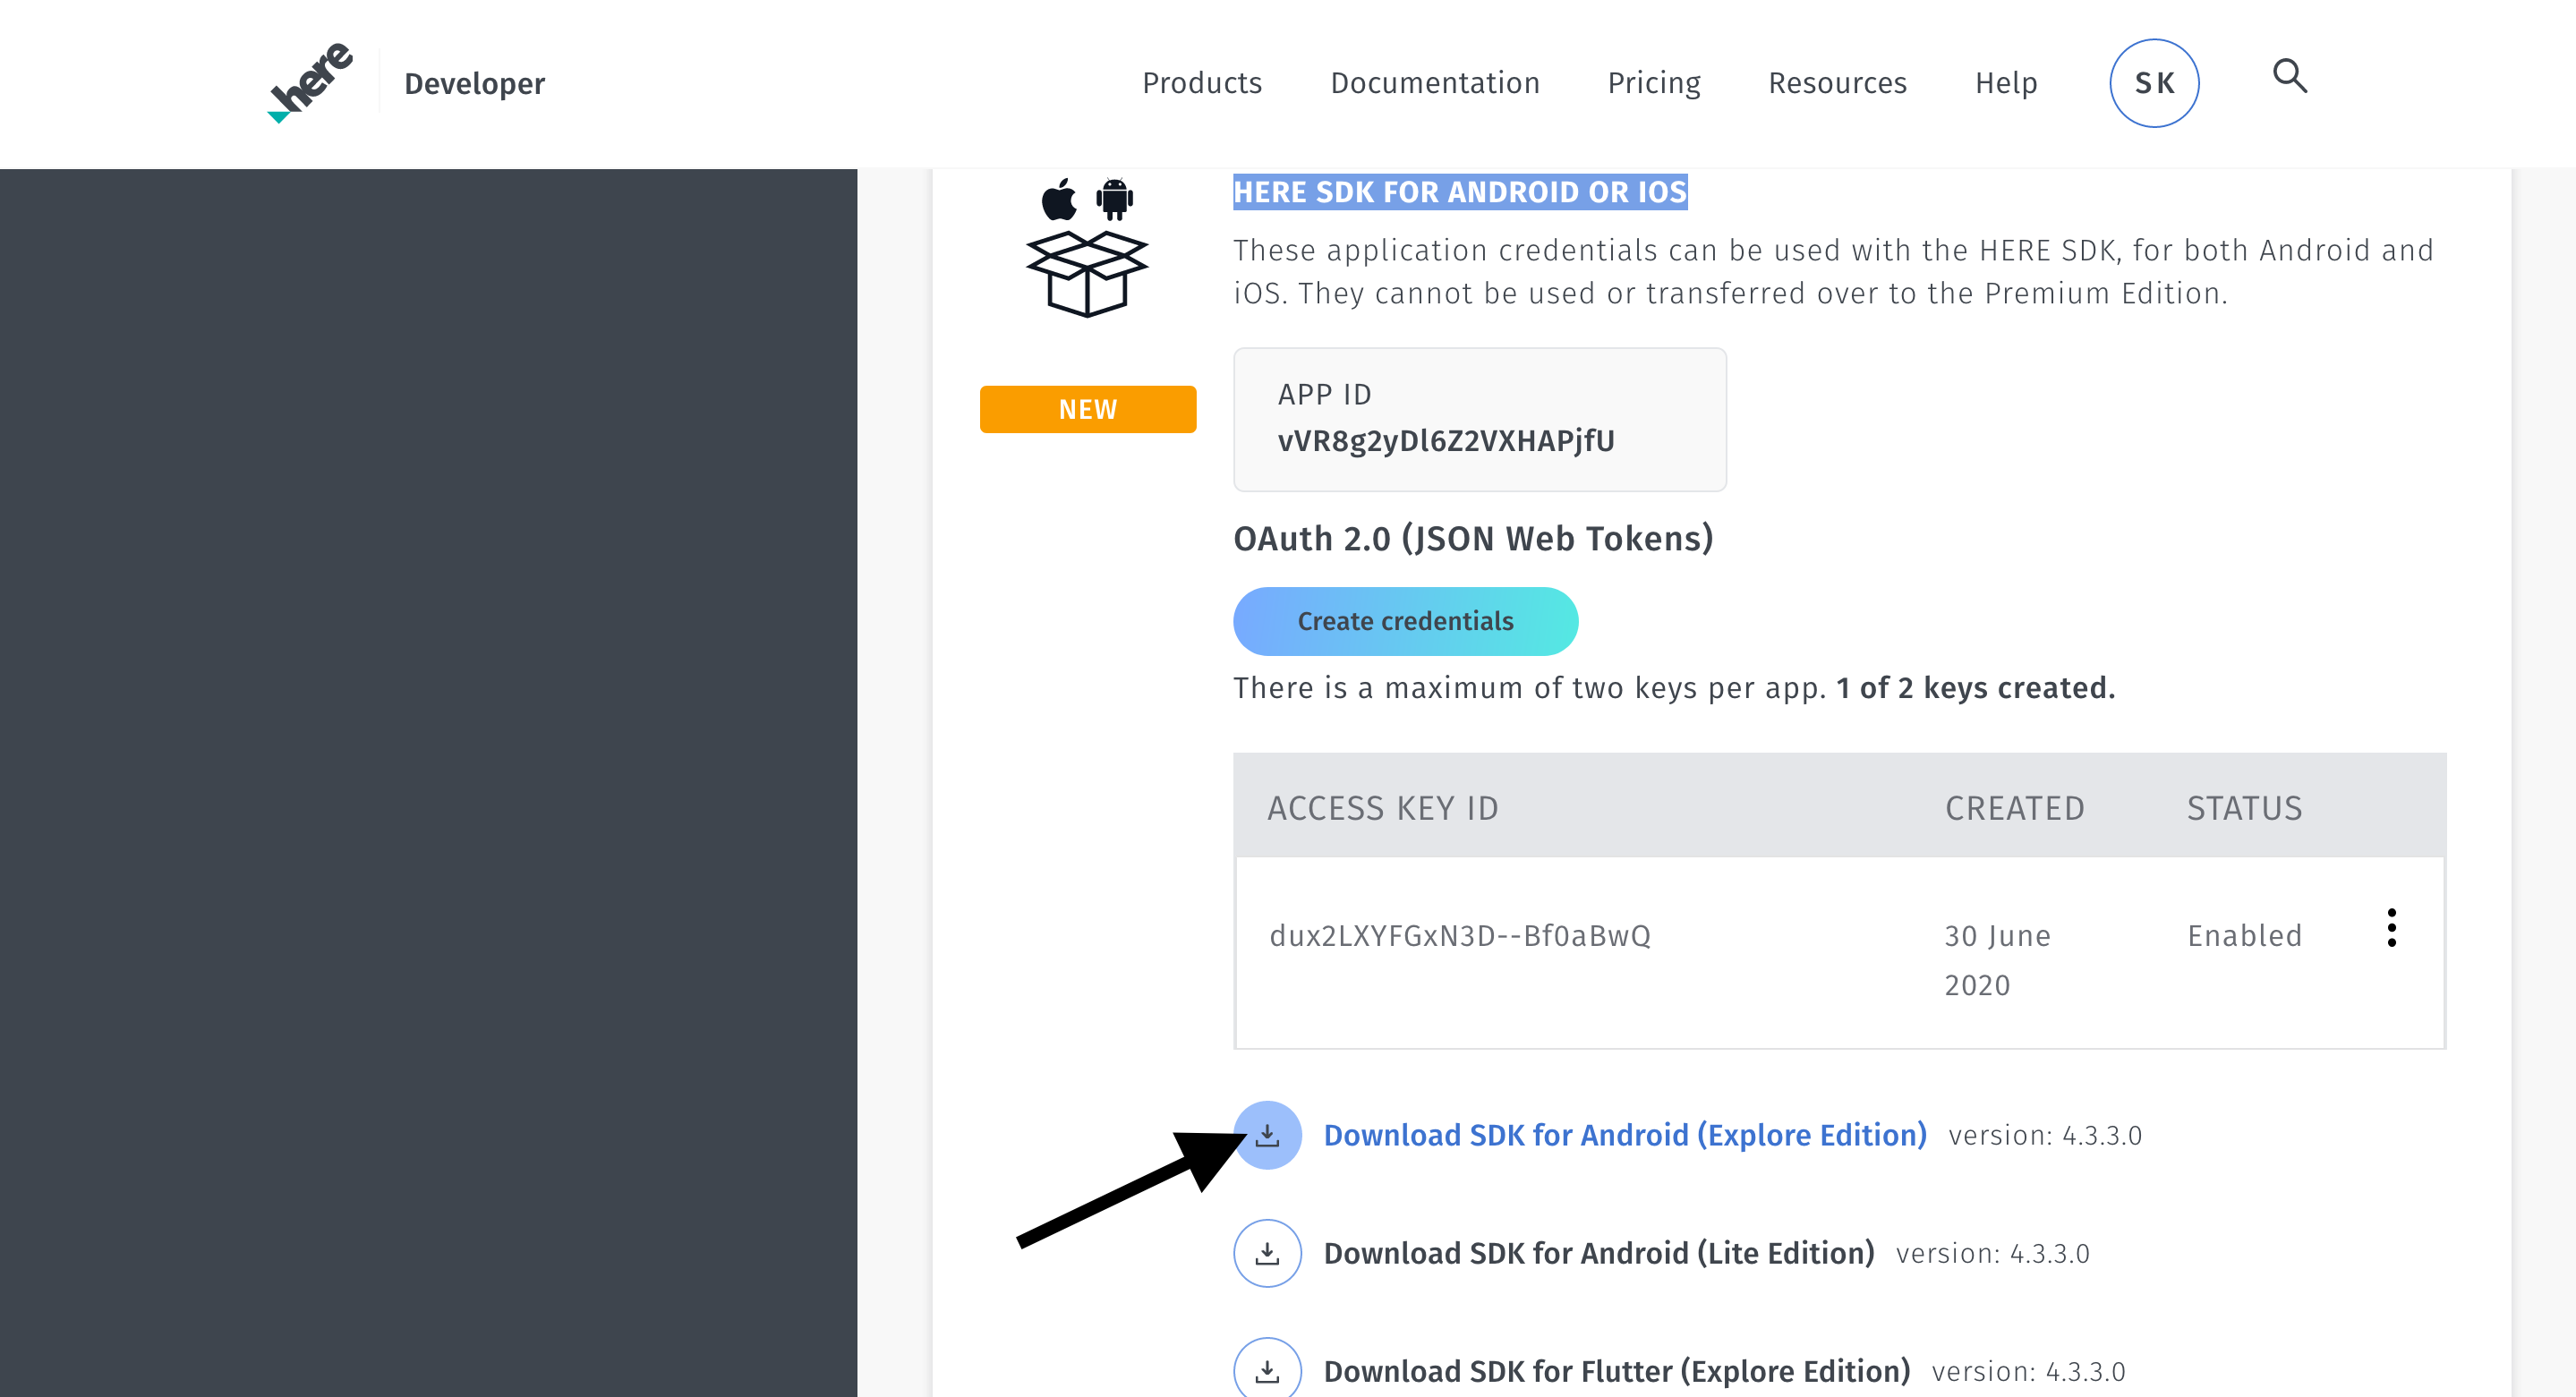 here Developer Products Documentation Pricing Resources Help SK
HERE SDK FOR ANDROID OR IOS
These application credentials can be used with the HERE SDK, for both Android and
iOS. They cannot be used or transferred over to the Premium Edition.
NEW
APP ID
vVR8g2yDl6Z2VXHAPjfU
OAuth 2.0 (JSON Web Tokens)
Create credentials
There is a maximum of two keys per app. 1 of 2 keys created.
ACCESS KEY ID CREATED STATUS
dux2LXYFGxN3D--Bf0aBwQ 30 June Enabled
2020
Download SDK for Android (Explore Edition) version: 4.3.3.0
Download SDK for Android (Lite Edition) version: 4.3.3.0
Download SDK for Flutter (Explore Edition) version: 4.3.3.0